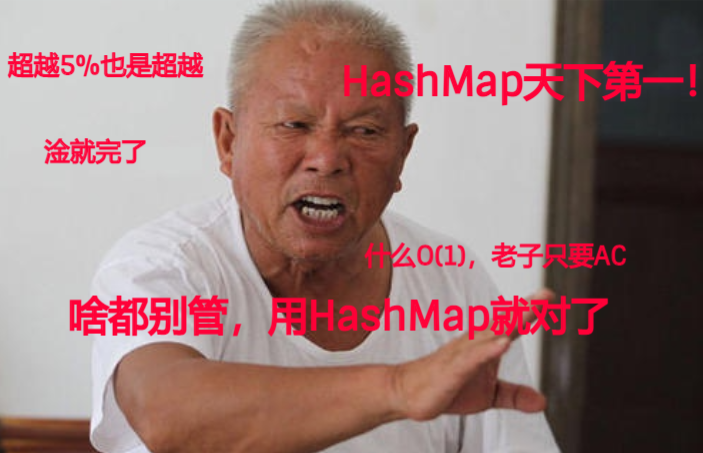 超越5%也是超越
HashMap天下第一！
淦就完了
什么O(1)，老子只要AC
啥都别管，用HashMap就对了